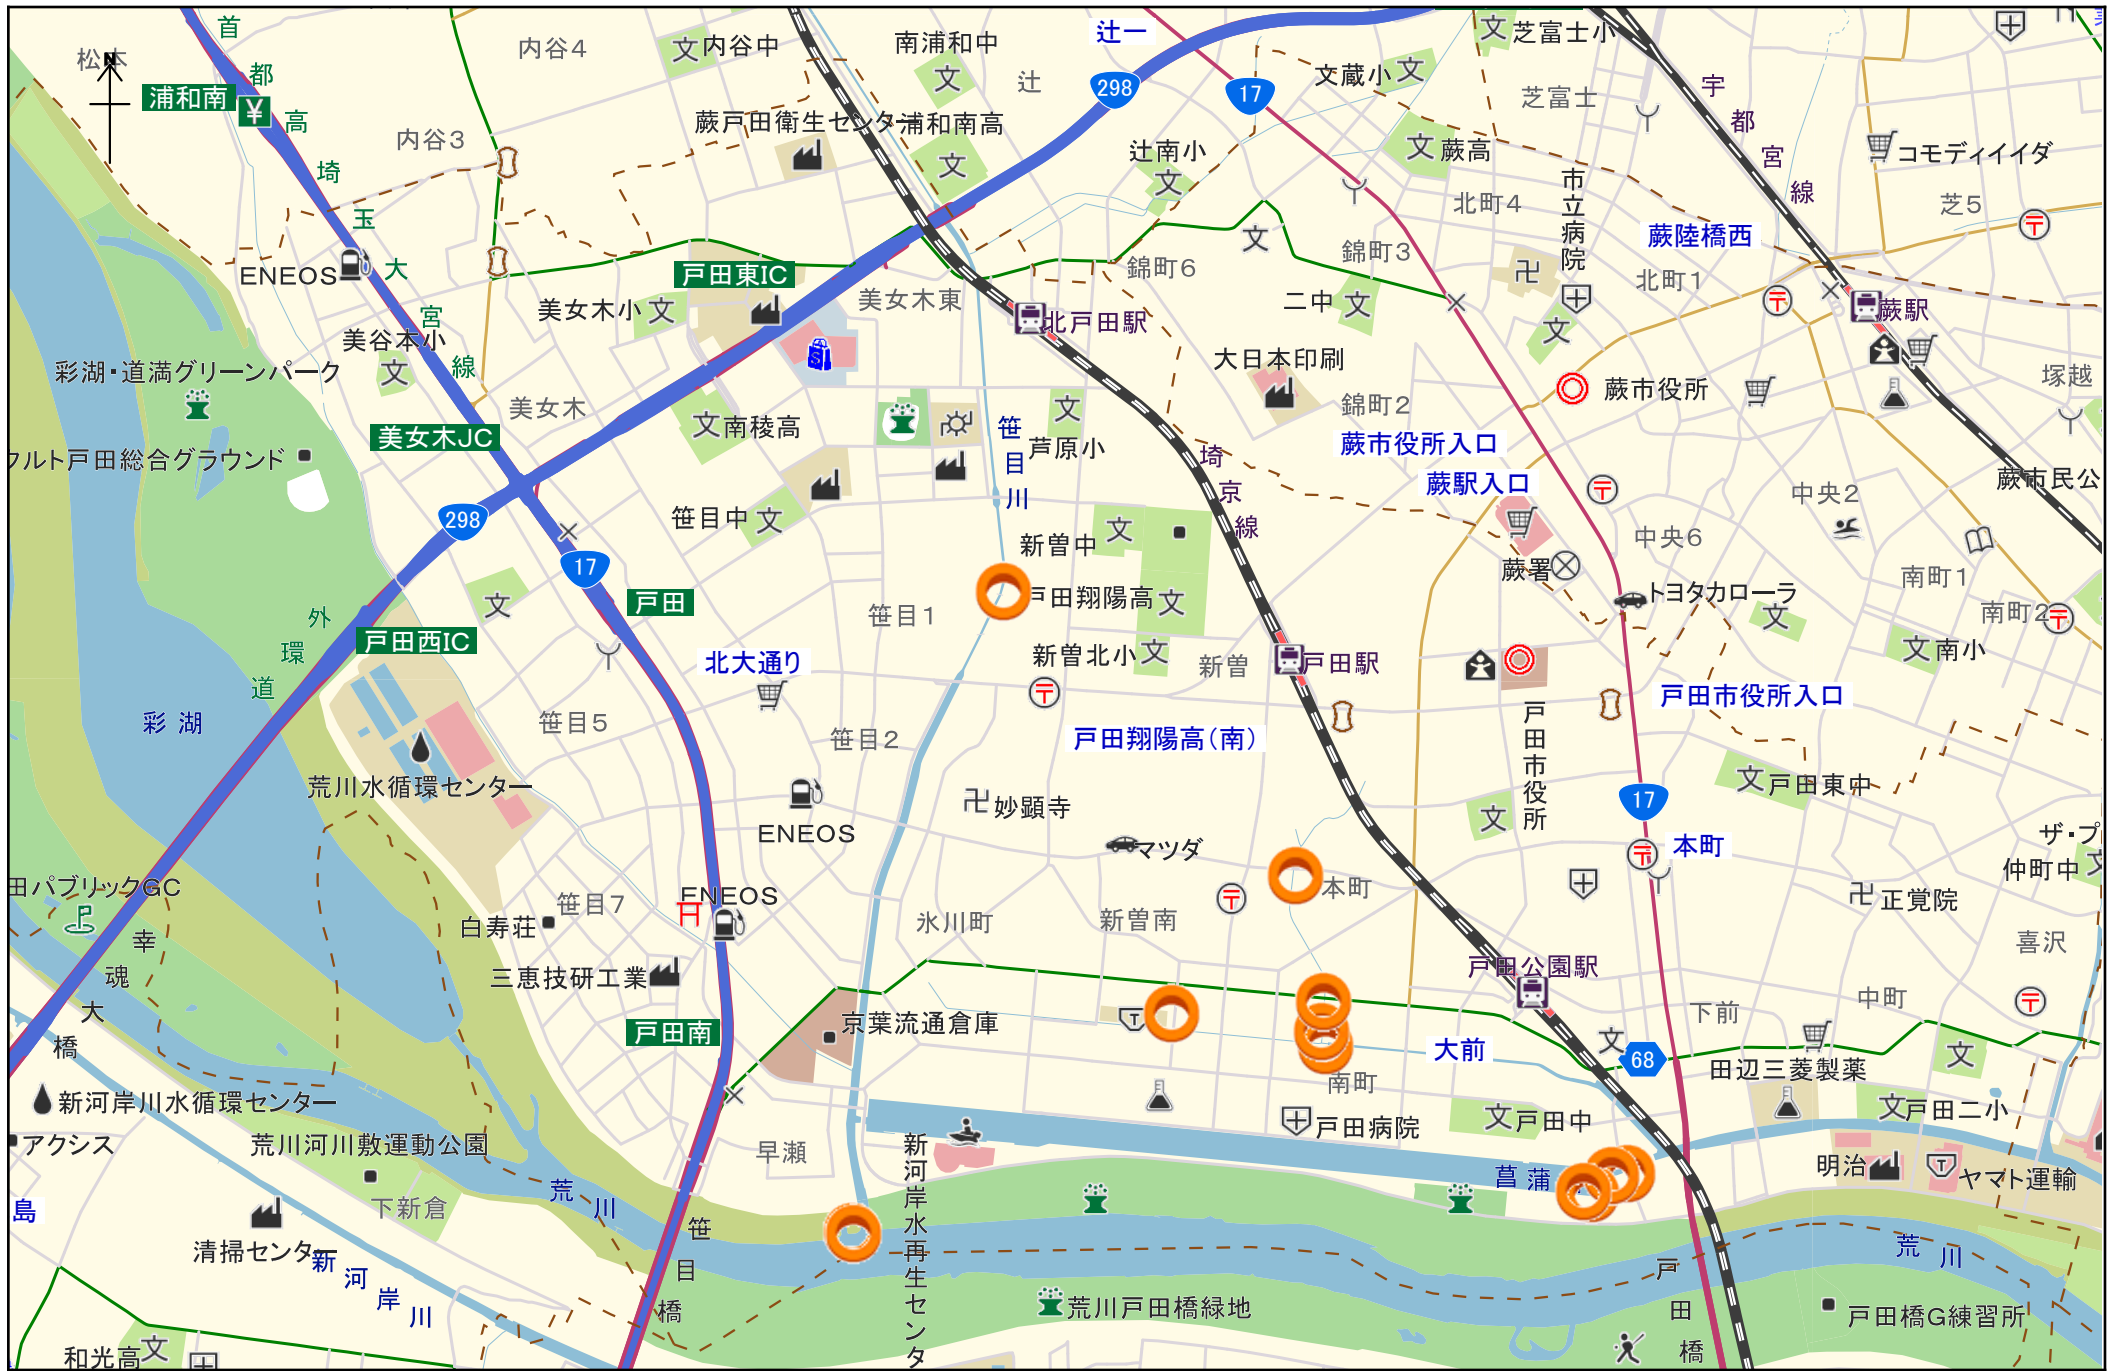 首都高埼玉大宮線
内谷4
内谷中
南浦和中
辻
辻一
文
芝富士小
松本
N
浦和南
¥
298
17
文蔵小
芝富士
宇都宮線
内谷3
蕨戸田衛生センター
浦和南高
辻南小
蕨高
コモディイイダ
市立病院
北町4
芝5
蕨陸橋西
ENEOS
戸田東IC
美女木小
美女木東
錦町6
錦町3
北町1
二中
北戸田駅
蕨駅
美谷本小
彩湖・道満グリーンパーク
大日本印刷
塚越
蕨市役所
美女木
錦町2
美女木JC
南稜高
笹目川
芦原小
蕨市役所入口
フルト戸田総合グラウンド
埼京線
蕨駅入口
中央2
蕨市民公
298
笹目中
新曽中
中央6
蕨署
17
南町1
戸田
戸田翔陽高
トヨタカローラ
南町2
外環道
笹目1
戸田西IC
北大通り
新曽北小
新曽
戸田駅
南小
戸田市役所入口
彩湖
笹目5
笹目2
戸田翔陽高(南)
戸田市役所
荒川水循環センター
戸田東中
17
妙顕寺
ENEOS
マツダ
本町
ザ・プ
仲町中
田パブリックGC
ENEOS
笹目7
本町
正覚院
白寿荘
氷川町
新曽南
喜沢
幸魂大橋
三恵技研工業
戸田公園駅
中町
下前
戸田南
京葉流通倉庫
大前
68
南町
田辺三菱製薬
新河岸川水循環センター
戸田病院
戸田中
戸田二小
アクシス
荒川河川敷運動公園
早瀬
新河岸水再生センタ
明治
ヤマト運輸
菖蒲
荒川
下新倉
島
清掃センター
新河岸川
笹目橋
荒川
戸田橋
荒川戸田橋緑地
戸田橋G練習所
和光高